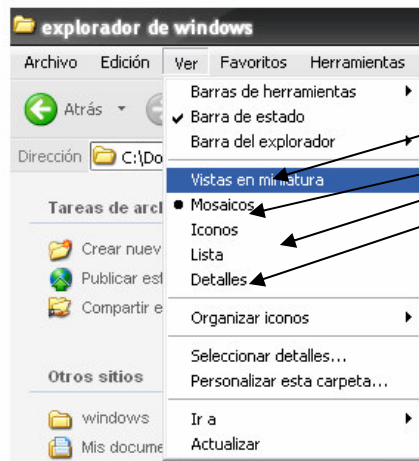 explorador de windows
Archivo Edición Ver Favoritos Herramientas
Barras de herramientas
Atrás
Barra de estado
Barra del explorador
Dirección C:\Do
Vistas en miniatura
Tareas de arcl
Mosaicos
Iconos
Crear nuev
Lista
Publicar est
Detalles
Compartir e
Organizar iconos
Seleccionar detalles...
Otros sitios
Personalizar esta carpeta...
windows
Ir a
Mis docume
Actualizar